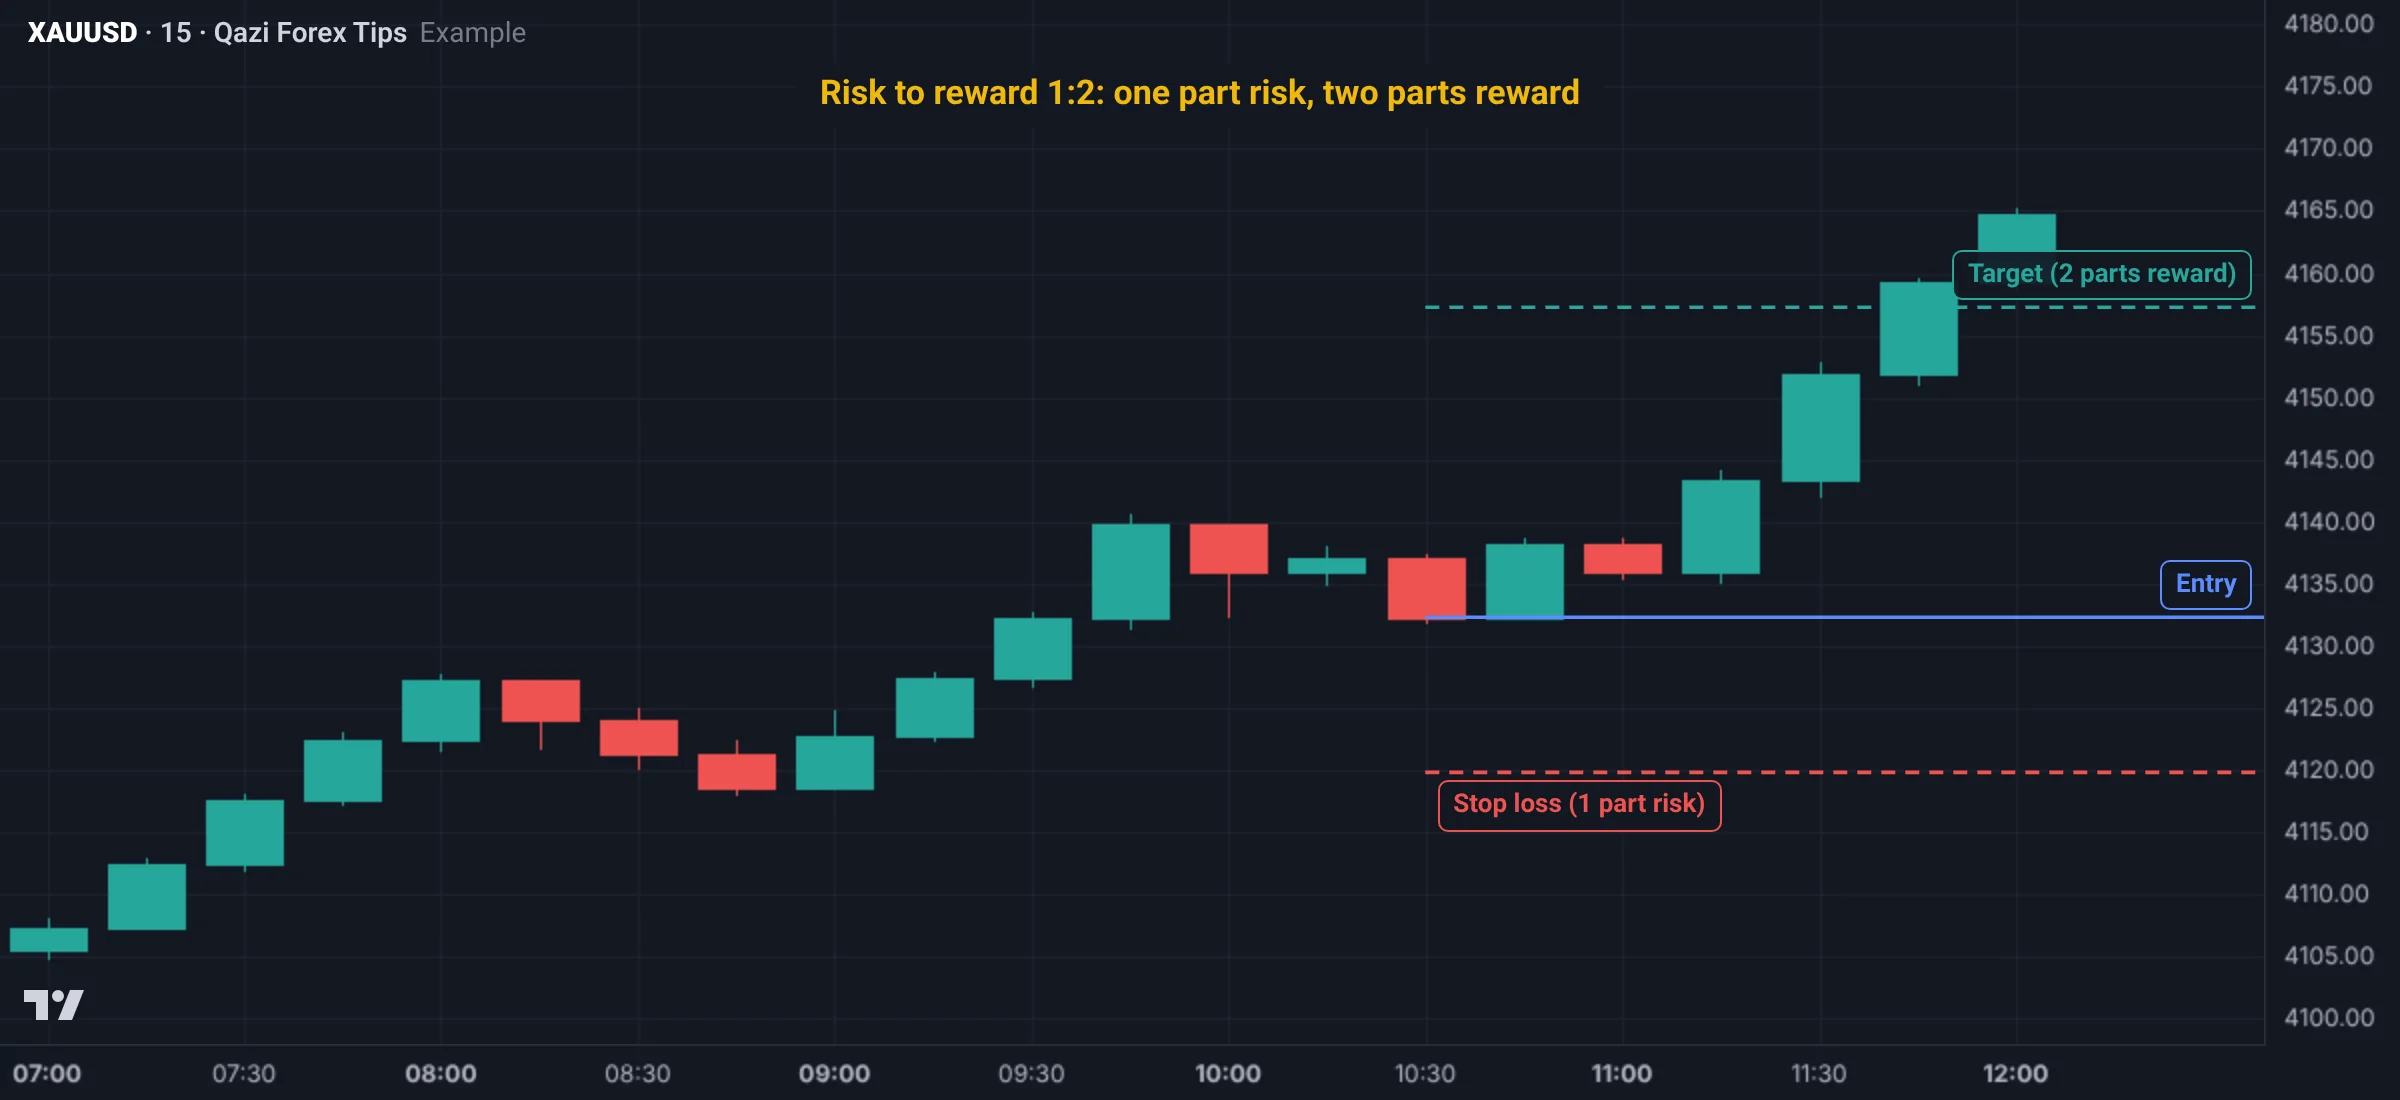 XAUUSD · 15 · Qazi Forex Tips Example
Risk to reward 1:2: one part risk, two parts reward
4180.00
4175.00
4170.00
4165.00
Target (2 parts reward)
4160.00
4155.00
4150.00
4145.00
4140.00
Entry
4135.00
4130.00
4125.00
4120.00
Stop loss (1 part risk)
4115.00
4110.00
4105.00
4100.00
07:00 07:30 08:00 08:30 09:00 09:30 10:00 10:30 11:00 11:30 12:00